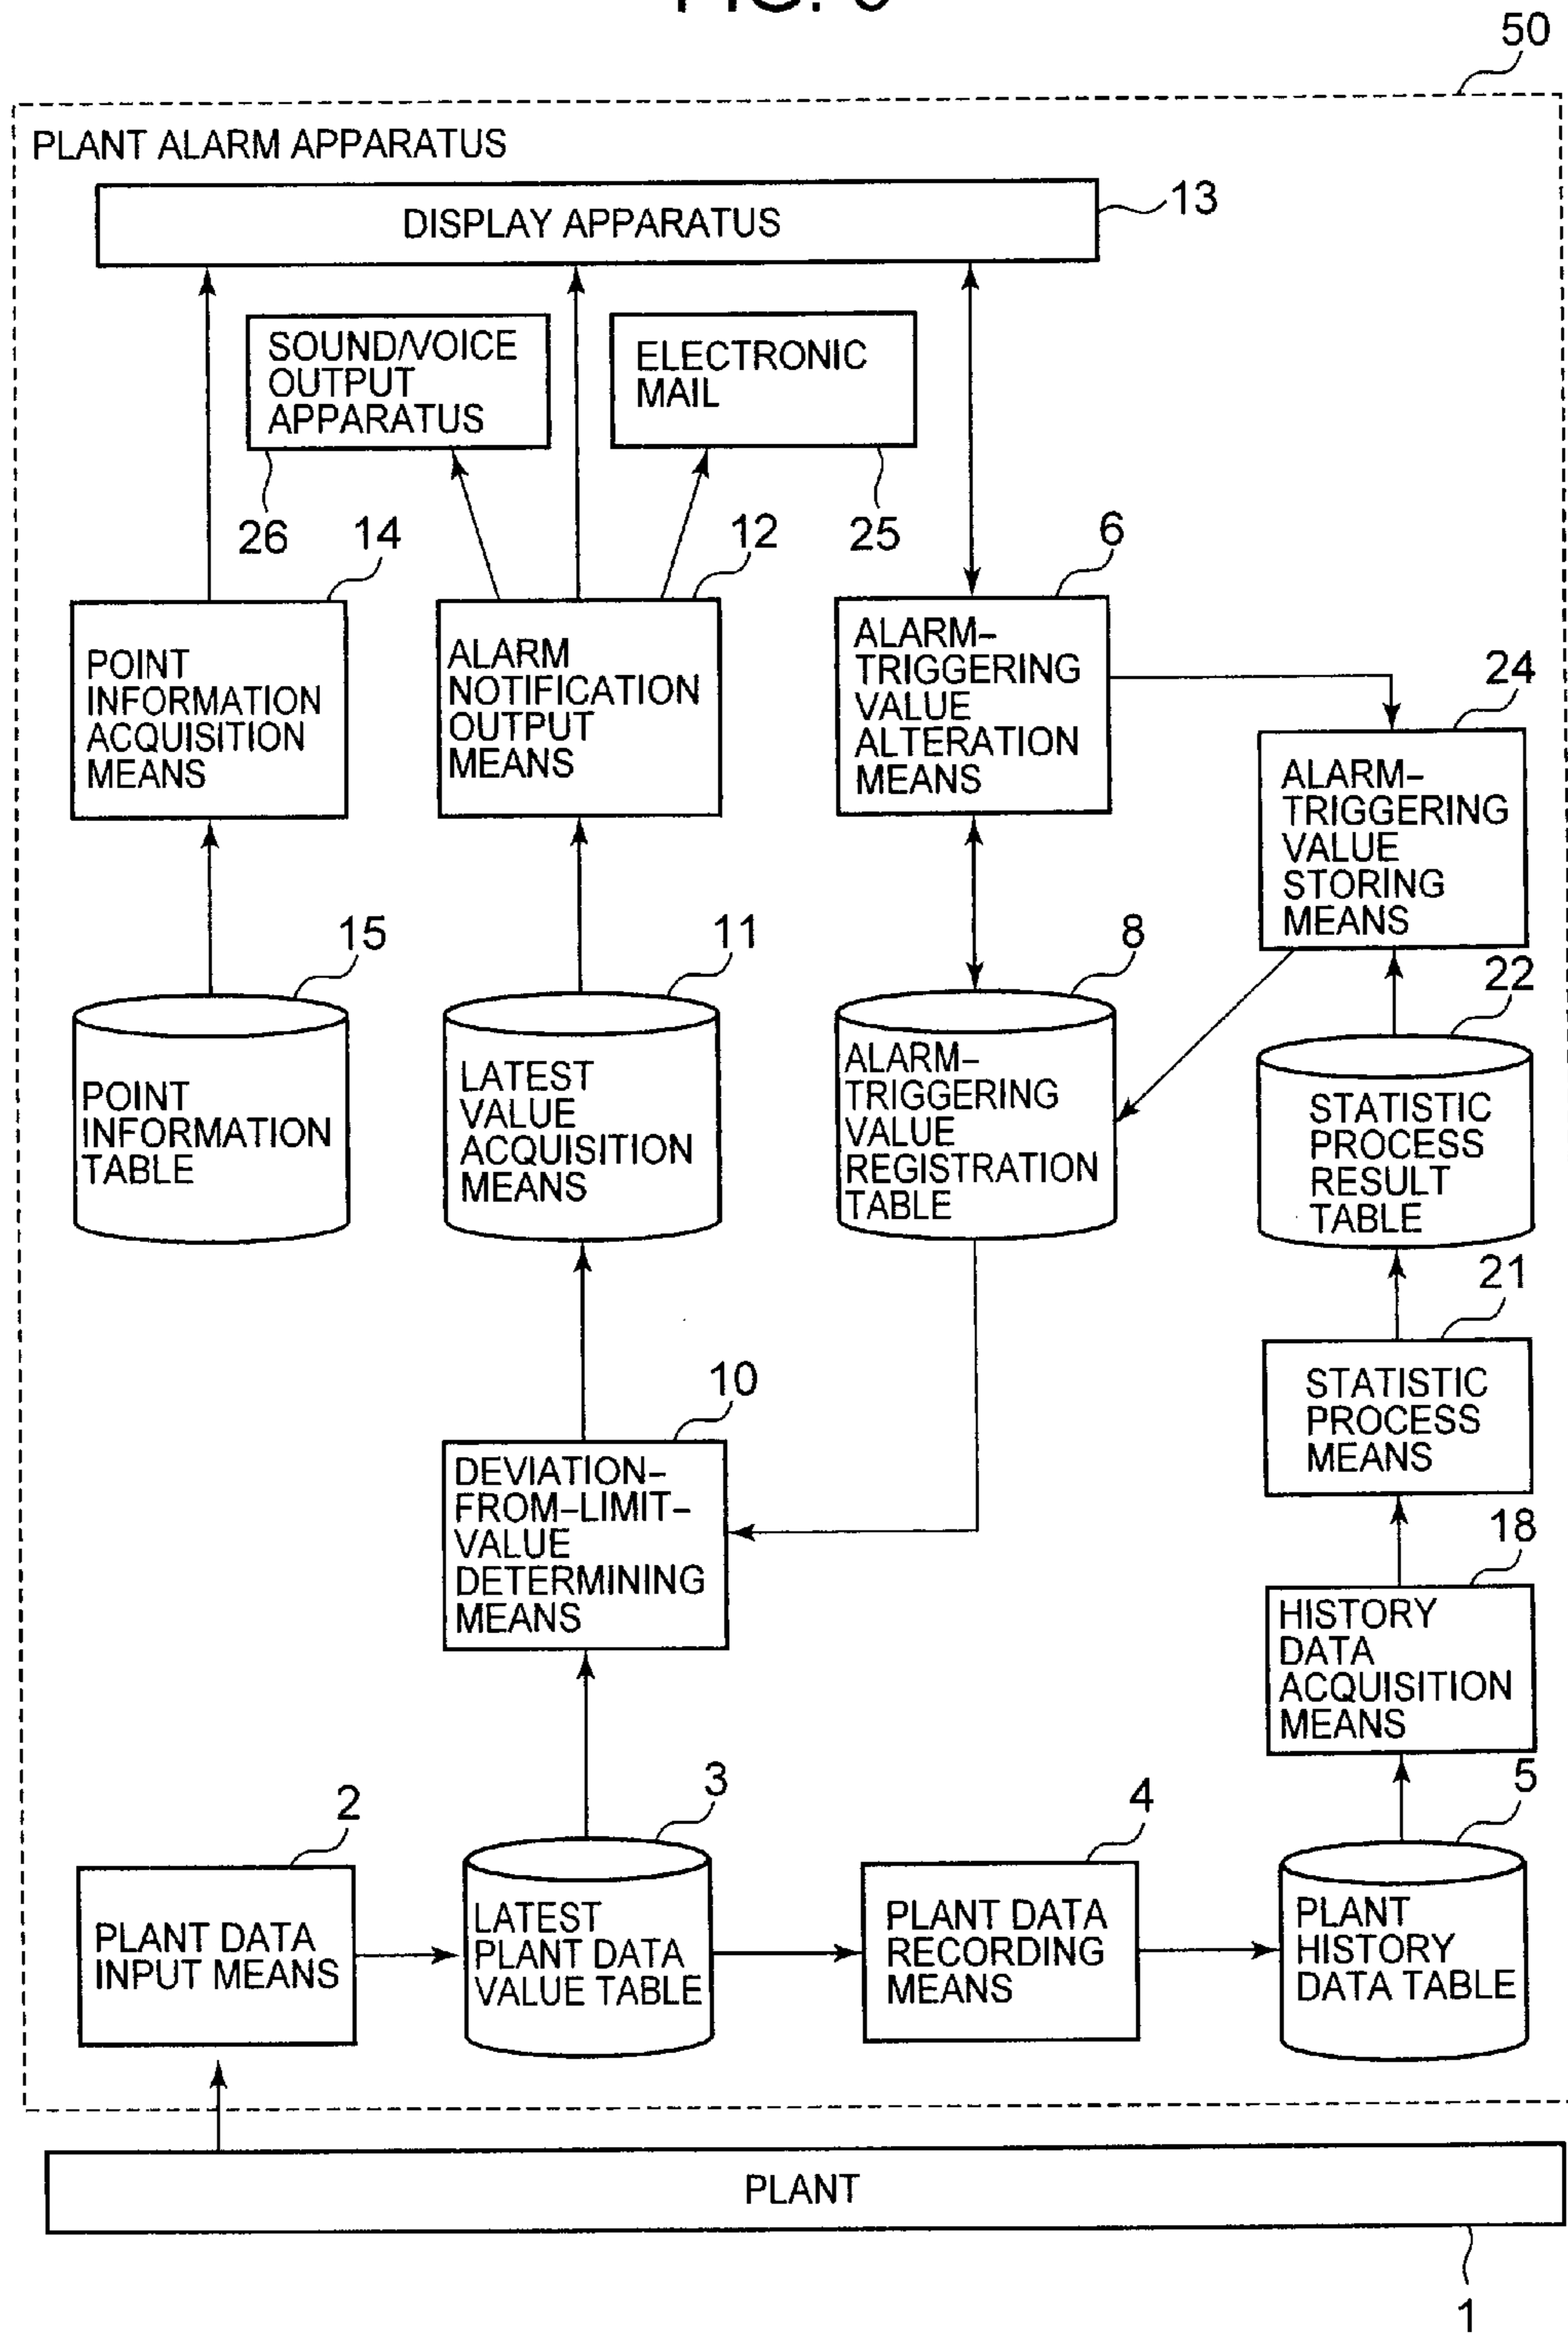 50
PLANT ALARM APPARATUS
DISPLAY APPARATUS
13
SOUND/VOICE
OUTPUT
APPARATUS
ELECTRONIC
MAIL
26
25
14
12
6
POINT
INFORMATION
ACQUISITION
MEANS
ALARM
NOTIFICATION
OUTPUT
MEANS
ALARM–
TRIGGERING
VALUE
ALTERATION
MEANS
24
ALARM–
TRIGGERING
VALUE
STORING
MEANS
15
11
8
22
POINT
INFORMATION
TABLE
LATEST
VALUE
ACQUISITION
MEANS
ALARM–
TRIGGERING
VALUE
REGISTRATION
TABLE
STATISTIC
PROCESS
RESULT
TABLE
21
STATISTIC
PROCESS
MEANS
10
DEVIATION–
FROM–LIMIT–
VALUE
DETERMINING
MEANS
18
HISTORY
DATA
ACQUISITION
MEANS
2
3
4
5
PLANT DATA
INPUT MEANS
LATEST
PLANT DATA
VALUE TABLE
PLANT DATA
RECORDING
MEANS
PLANT
HISTORY
DATA TABLE
PLANT
1